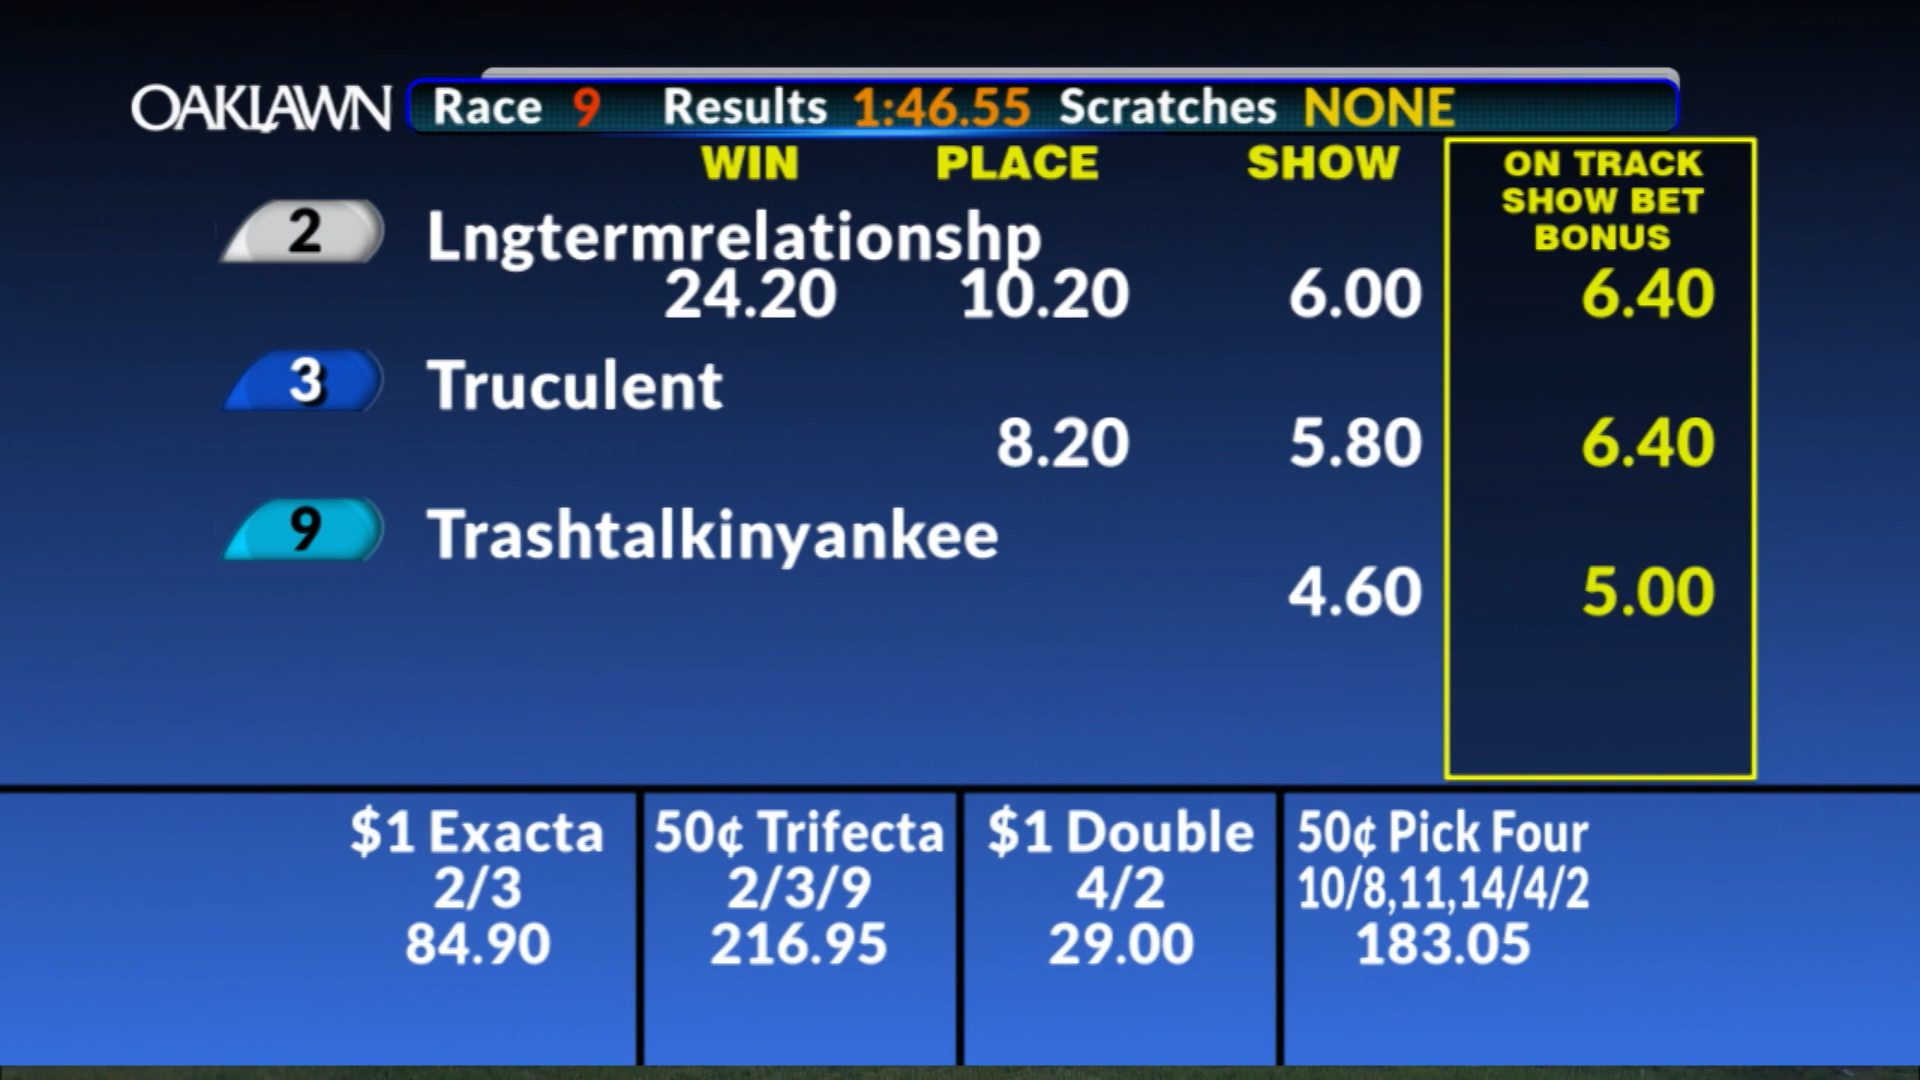 OAKLAWN Race 9 Results 1:46.55 Scratches NONE
WIN PLACE SHOW ON TRACK
SHOW BET
BONUS
2 Lngtermrelationshp
24.20 10.20 6.00 6.40
3 Truculent
8.20 5.80 6.40
9 Trashtalkinyankee
4.60 5.00
$1 Exacta
2/3
84.90
50¢ Trifecta
2/3/9
216.95
$1 Double
4/2
29.00
50¢ Pick Four
10/8,11,14/4/2
183.05